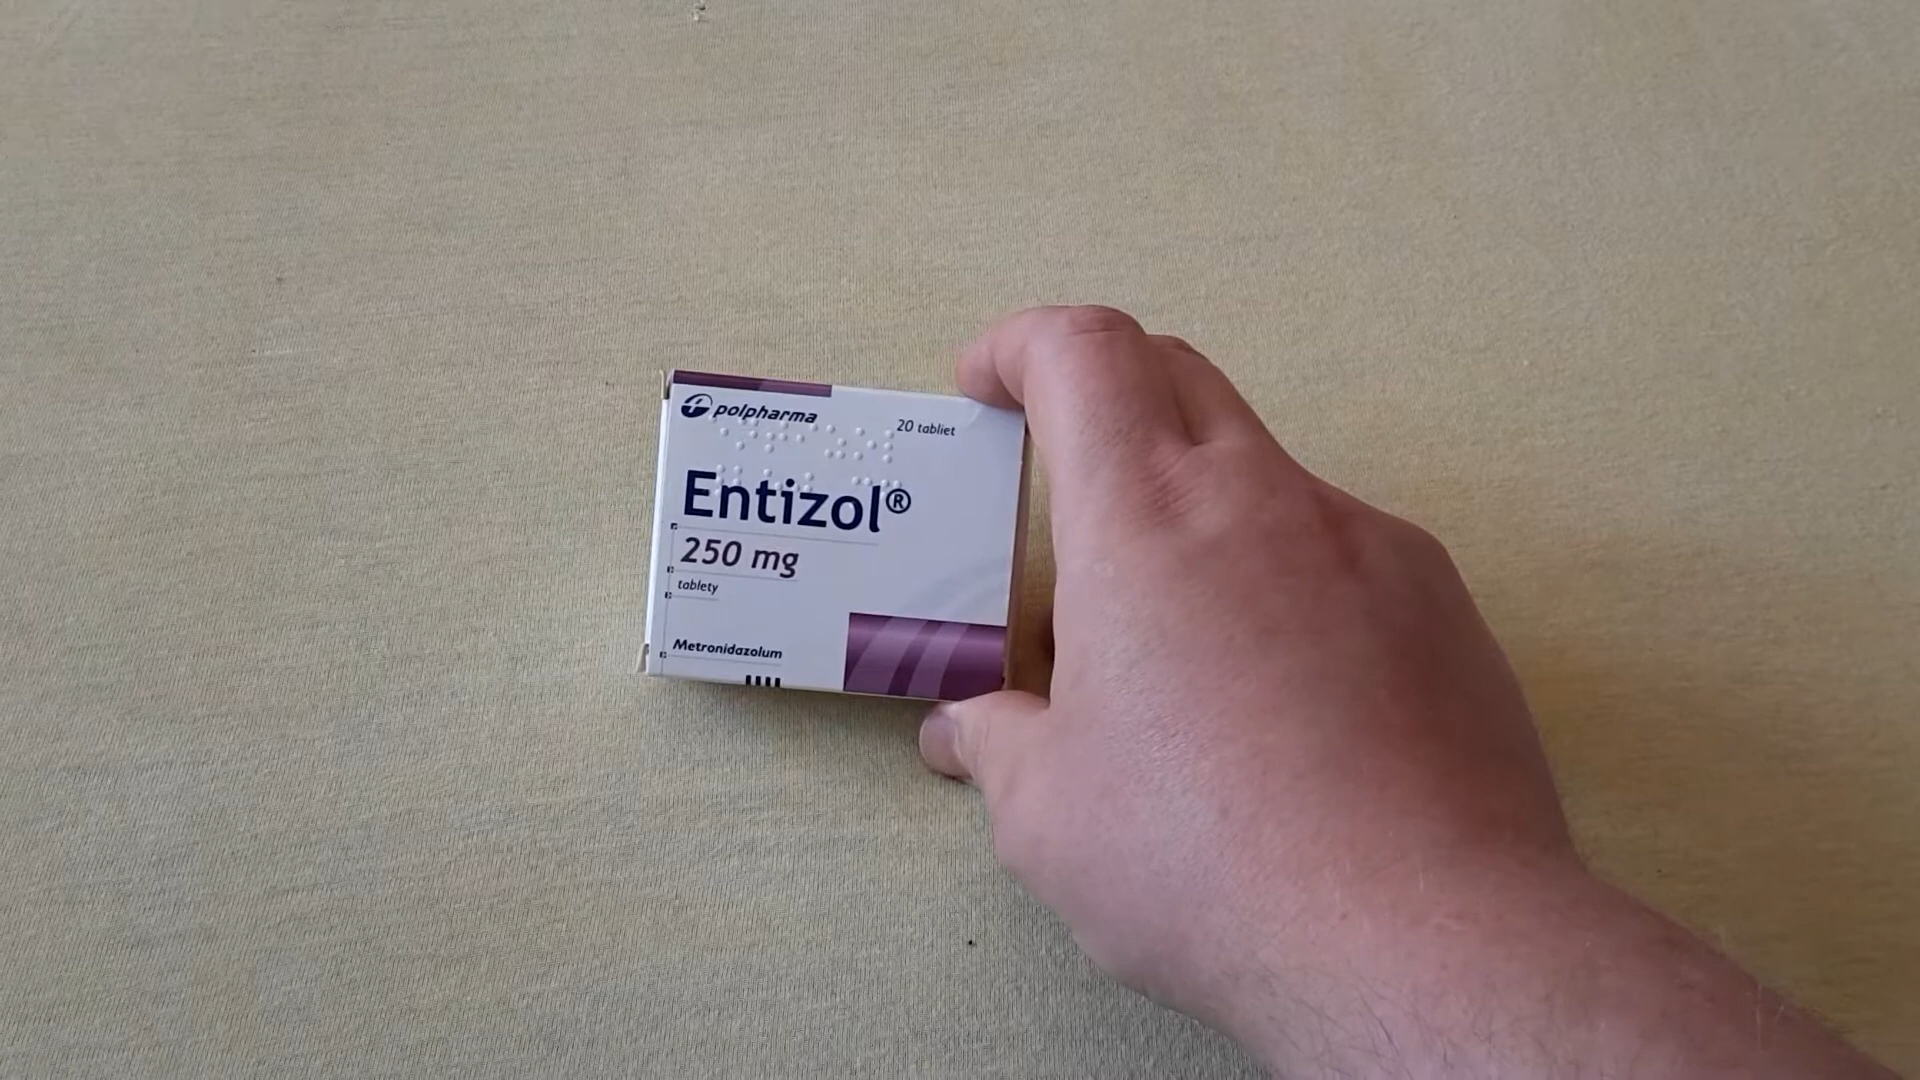 polpharma
20 tabliet
Entizol®
250 mg
tablety
Metronidazolum